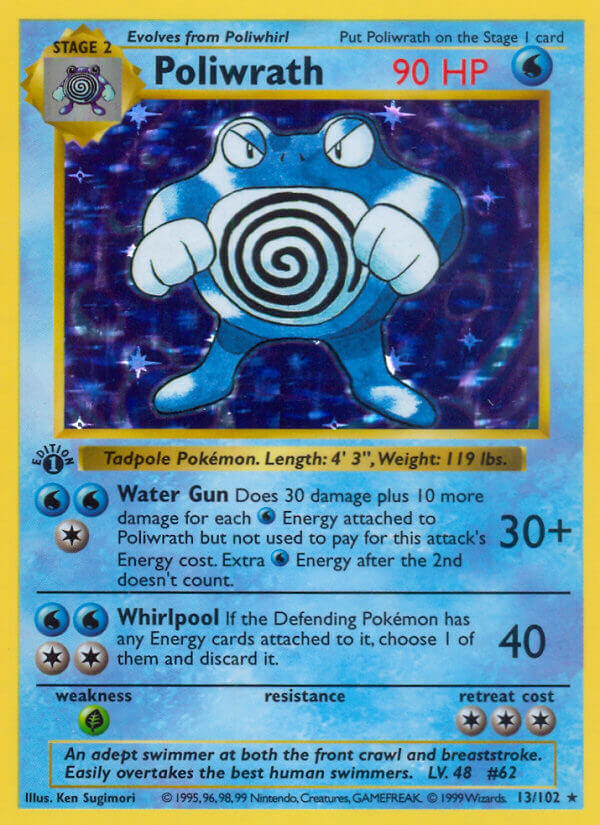 Evolves from Poliwhirl
Put Poliwrath on the Stage 1 card
STAGE 2
Poliwrath
90 HP
EDITION
1
Tadpole Pokémon. Length: 4' 3", Weight: 119 lbs.
Water Gun Does 30 damage plus 10 more
damage for each Energy attached to
Poliwrath but not used to pay for this attack's
Energy cost. Extra Energy after the 2nd
doesn't count.
30+
Whirlpool If the Defending Pokémon has
any Energy cards attached to it, choose 1 of
them and discard it.
40
weakness
resistance
retreat cost
An adept swimmer at both the front crawl and breaststroke.
Easily overtakes the best human swimmers. LV. 48 #62
Illus. Ken Sugimori
© 1995, 96, 98, 99 Nintendo, Creatures, GAMEFREAK. © 1999 Wizards.
13/102 ★